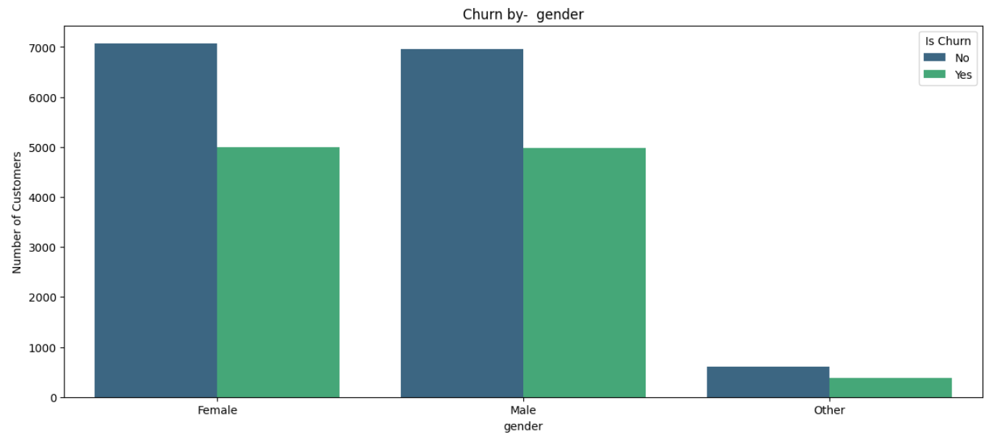 Churn by-  gender
Is Churn
No
Yes
Number of Customers
7000
6000
5000
4000
3000
2000
1000
0
Female
Male
Other
gender